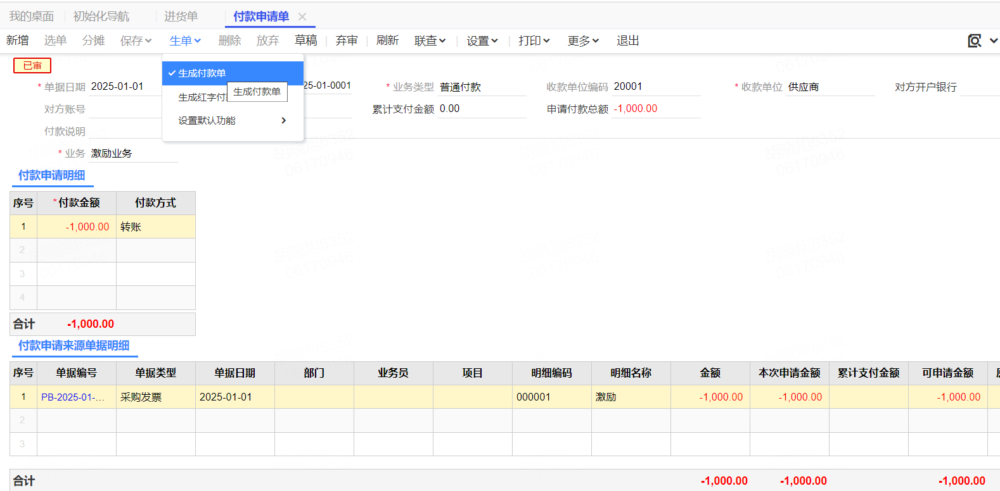 我的桌面 初始化导航 进货单 付款申请单
新增 选单 分摊 保存 生单 删除 放弃 草稿 弃审 刷新 联查 设置 打印 更多 退出
已审
生成付款单
生成红字付
生成付款单
设置默认功能
* 单据日期 2025-01-01 25-01-0001 * 业务类型 普通付款 收款单位编码 20001 * 收款单位 供应商 对方开户银行
对方账号 累计支付金额 0.00 申请付款总额 -1,000.00
付款说明
* 业务 激励业务
付款申请明细
序号 *付款金额 付款方式
1 -1,000.00 转账
2
3
4
合计 -1,000.00
付款申请来源单据明细
序号 单据编号 单据类型 单据日期 部门 业务员 项目 明细编码 明细名称 金额 本次申请金额 累计支付金额 可申请金额
1 PB-2025-01-... 采购发票 2025-01-01 000001 激励 -1,000.00 -1,000.00 -1,000.00
2
3
合计 -1,000.00 -1,000.00 -1,000.00